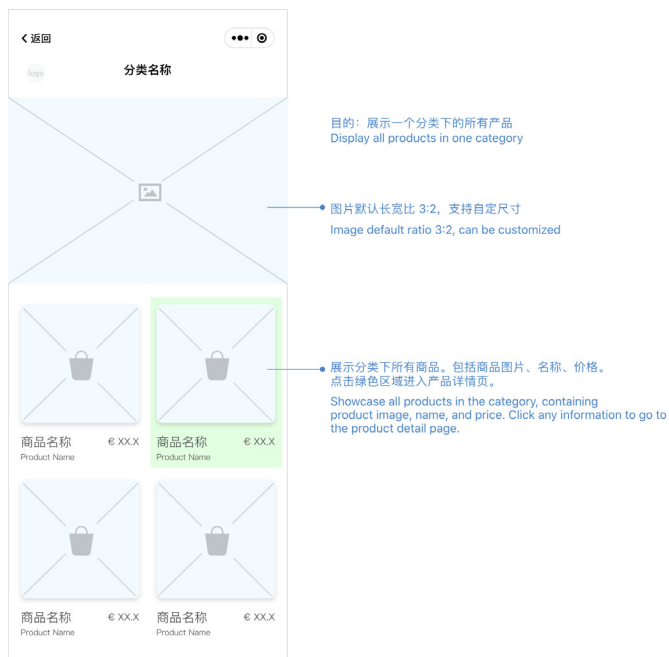 返回
logo
分类名称
目的：展示一个分类下的所有产品
Display all products in one category
图片默认长宽比 3:2，支持自定尺寸
Image default ratio 3:2, can be customized
展示分类下所有商品。包括商品图片、名称、价格。
点击绿色区域进入产品详情页。
Showcase all products in the category, containing
product image, name, and price. Click any information to go to
the product detail page.
商品名称 € XX.X
Product Name
商品名称 € XX.X
Product Name
商品名称 € XX.X
Product Name
商品名称 € XX.X
Product Name